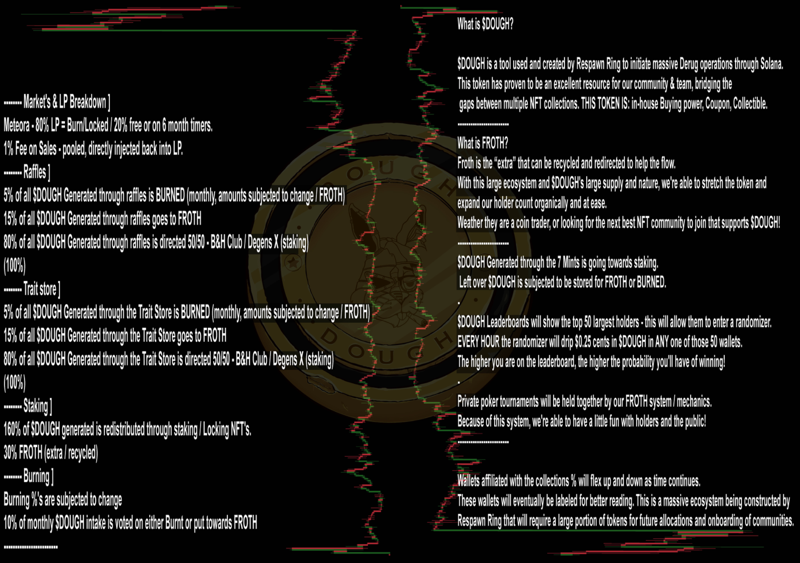 ------- Market's & LP Breakdown ]
Meteora - 80% LP = Burn/Locked / 20% free or on 6 month timers.
1% Fee on Sales - pooled, directly injected back into LP.
------- Raffles ]
5% of all $DOUGH Generated through raffles is BURNED (monthly, amounts subjected to change / FROTH)
15% of all $DOUGH Generated through raffles goes to FROTH
80% of all $DOUGH Generated through raffles is directed 50/50 - B&H Club / Degens X (staking)
(100%)
------- Trait store ]
5% of all $DOUGH Generated through the Trait Store is BURNED (monthly, amounts subjected to change / FROTH)
15% of all $DOUGH Generated through the Trait Store goes to FROTH
80% of all $DOUGH Generated through the Trait Store is directed 50/50 - B&H Club / Degens X (staking)
(100%)
------- Staking ]
160% of $DOUGH generated is redistributed through staking / Locking NFT's.
30% FROTH (extra / recycled)
------- Burning ]
Burning %'s are subjected to change
10% of monthly $DOUGH intake is voted on either Burnt or put towards FROTH
----------------------
What is $DOUGH?
$DOUGH is a tool used and created by Respawn Ring to initiate massive Derug operations through Solana.
This token has proven to be an excellent resource for our community & team, bridging the
gaps between multiple NFT collections. THIS TOKEN IS: in-house Buying power, Coupon, Collectible.
---------------------
What is FROTH?
Froth is the "extra" that can be recycled and redirected to help the flow.
With this large ecosystem and $DOUGH's large supply and nature, we're able to stretch the token and
expand our holder count organically and at ease.
Weather they are a coin trader, or looking for the next best NFT community to join that supports $DOUGH!
---------------------
$DOUGH Generated through the 7 Mints is going towards staking.
Left over $DOUGH is subjected to be stored for FROTH or BURNED.
-
$DOUGH Leaderboards will show the top 50 largest holders - this will allow them to enter a randomizer.
EVERY HOUR the randomizer will drip $0.25 cents in $DOUGH in ANY one of those 50 wallets.
The higher you are on the leaderboard, the higher the probability you'll have of winning!
-
Private poker tournaments will be held together by our FROTH system / mechanics.
Because of this system, we're able to have a little fun with holders and the public!
---------------------
Wallets affiliated with the collections % will flex up and down as time continues.
These wallets will eventually be labeled for better reading. This is a massive ecosystem being constructed by
Respawn Ring that will require a large portion of tokens for future allocations and onboarding of communities.
DOUGH
DOUGH